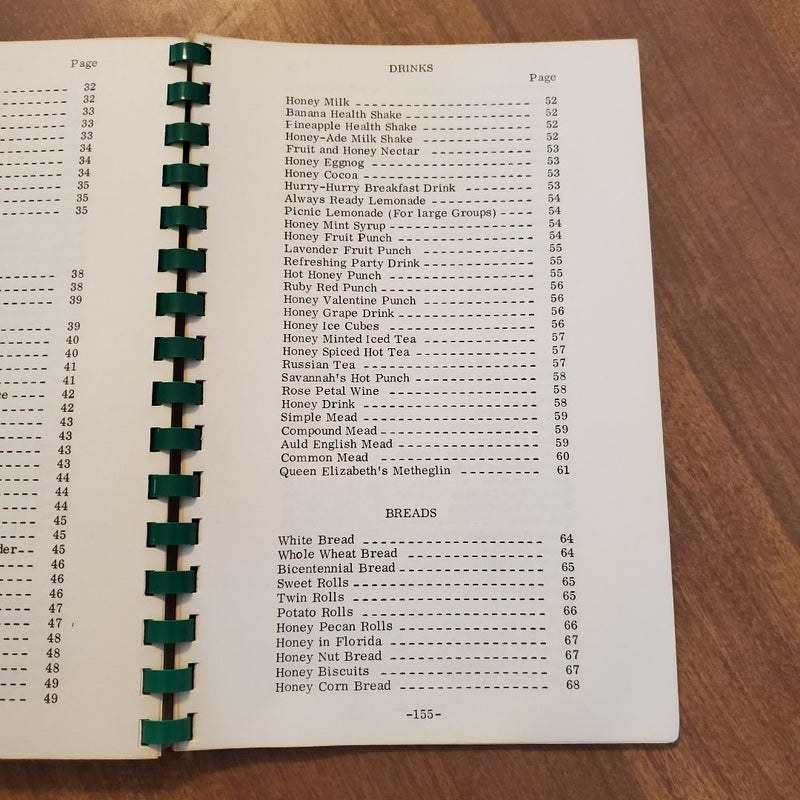 Page
32
32
33
33
33
34
34
34
35
35
35
38
38
39
39
40
40
41
41
42
42
43
43
43
43
44
44
44
45
45
45
46
46
46
47
47
48
48
48
49
49
DRINKS
Page
Honey Milk 52
Banana Health Shake 52
Pineapple Health Shake 52
Honey-Ade Milk Shake 52
Fruit and Honey Nectar 53
Honey Eggnog 53
Honey Cocoa 53
Hurry-Hurry Breakfast Drink 53
Always Ready Lemonade 54
Picnic Lemonade (For large Groups) 54
Honey Mint Syrup 54
Honey Fruit Punch 54
Lavender Fruit Punch 55
Refreshing Party Drink 55
Hot Honey Punch 55
Ruby Red Punch 56
Honey Valentine Punch 56
Honey Grape Drink 56
Honey Ice Cubes 56
Honey Minted Iced Tea 57
Honey Spiced Hot Tea 57
Russian Tea 57
Savannah's Hot Punch 58
Rose Petal Wine 58
Honey Drink 58
Simple Mead 59
Compound Mead 59
Auld English Mead 59
Common Mead 60
Queen Elizabeth's Metheglin 61
BREADS
White Bread 64
Whole Wheat Bread 64
Bicentennial Bread 65
Sweet Rolls 65
Twin Rolls 65
Potato Rolls 66
Honey Pecan Rolls 66
Honey in Florida 67
Honey Nut Bread 67
Honey Biscuits 67
Honey Corn Bread 68
-155-